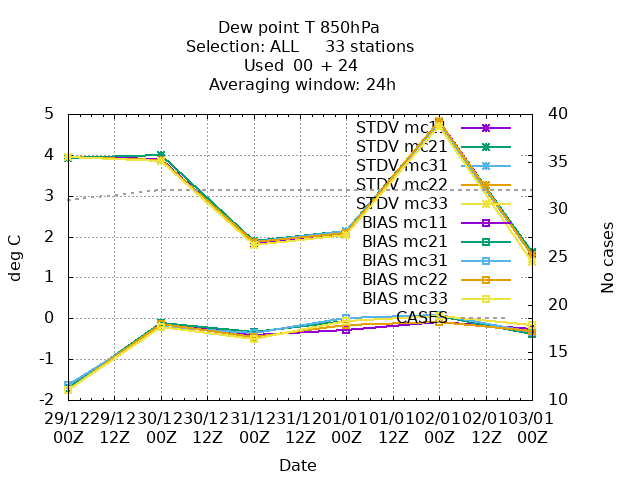 Dew point T 850hPa
Selection: ALL 33 stations
Used 00 + 24
Averaging window: 24h
5
4
3
2
1
0
-1
-2
deg C
40
35
30
25
20
15
10
No cases
STDV mc11
STDV mc21
STDV mc31
STDV mc22
STDV mc33
BIAS mc11
BIAS mc21
BIAS mc31
BIAS mc22
BIAS mc33
CASES
29/12 29/12 30/12 30/12 31/12 31/12 01/01 01/01 02/01 02/01 03/01
00Z 12Z 00Z 12Z 00Z 12Z 00Z 12Z 00Z 12Z 00Z
Date